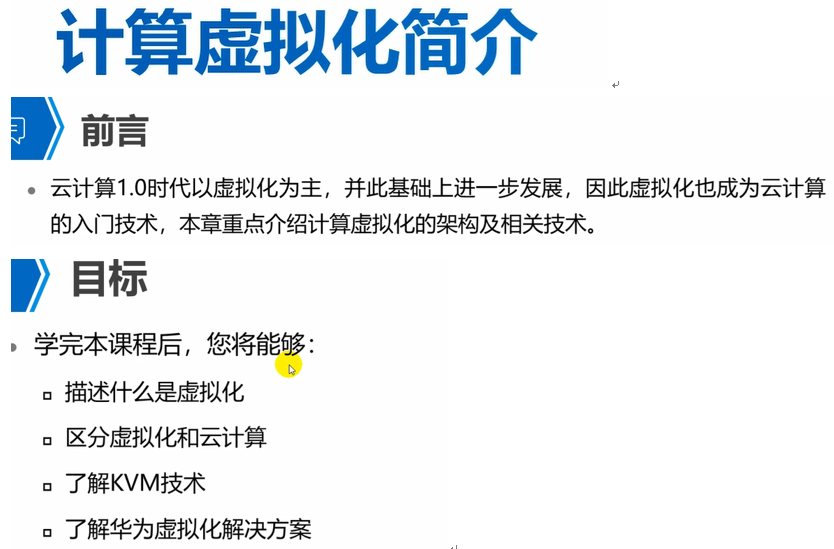 计算虚拟化简介
前言
云计算1.0时代以虚拟化为主，并此基础上进一步发展，因此虚拟化也成为云计算
的入门技术，本章重点介绍计算虚拟化的架构及相关技术。
目标
学完本课程后，您将能够：
描述什么是虚拟化
区分虚拟化和云计算
了解KVM技术
了解华为虚拟化解决方案